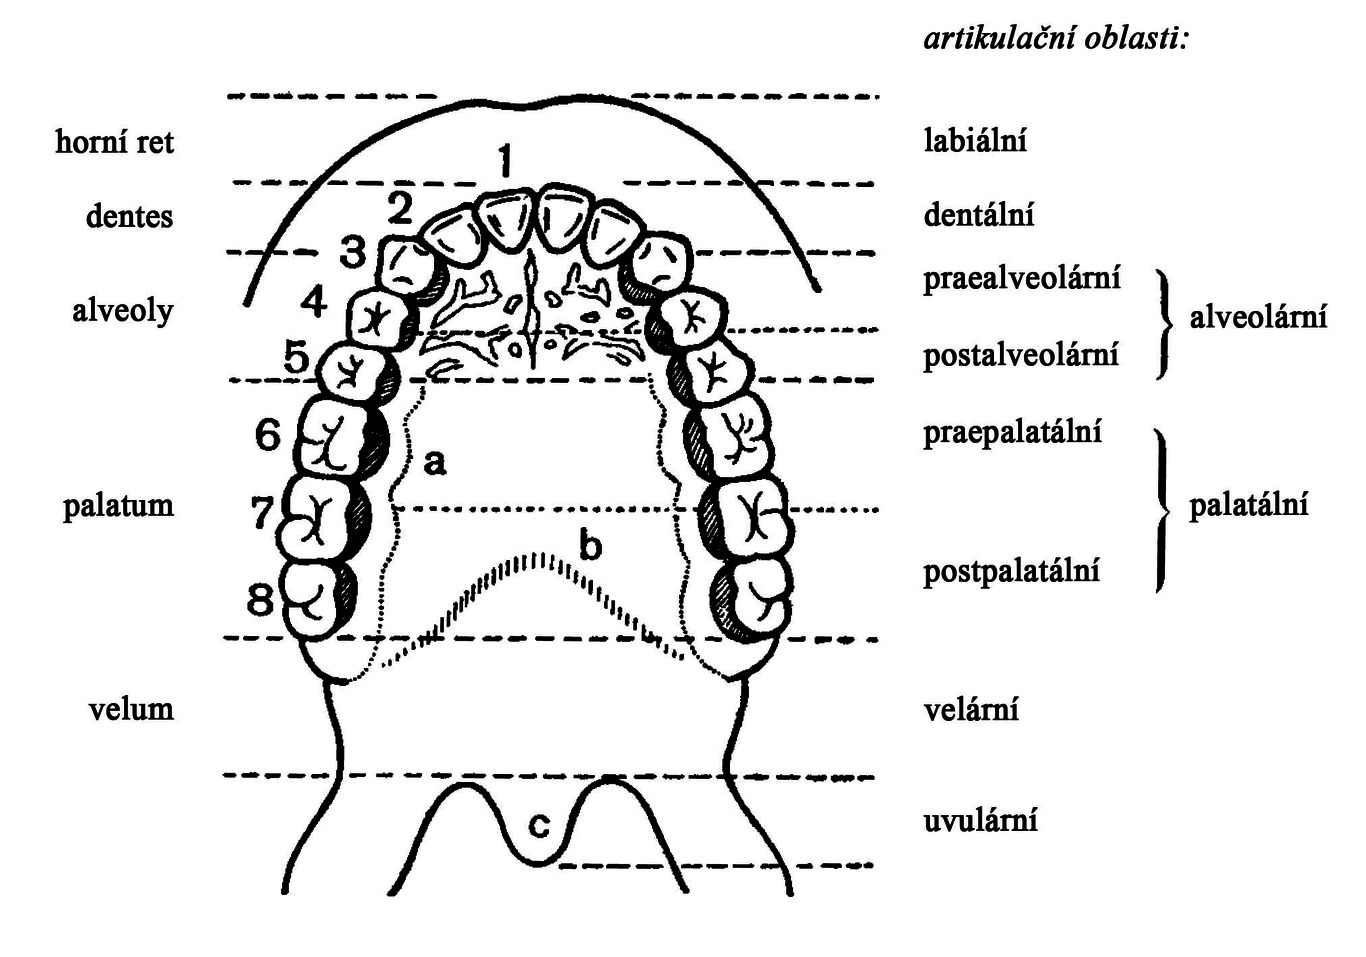 artikulační oblasti:
horní ret
labiální
1
dentes
2
dentální
3
praealveolární
alveoly
4
alveolární
5
postalveolární
6
a
praepalatální
palatum
7
palatální
b
8
postpalatální
velum
velární
c
uvulární